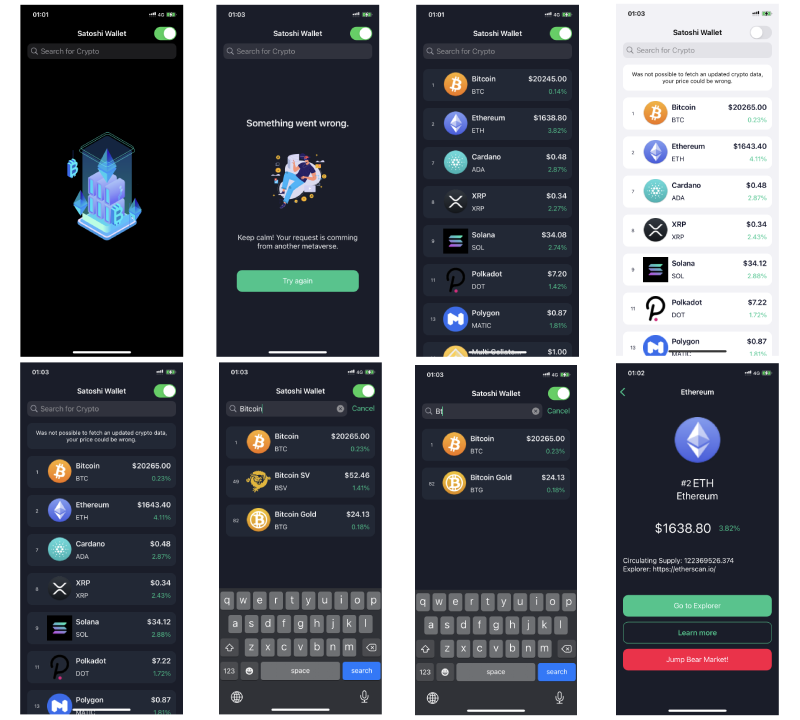 01:01
4G
Satoshi Wallet
Search for Crypto
01:03
4G
Satoshi Wallet
Search for Crypto
Something went wrong.
Keep calm! Your request is comming
from another metaverse.
Try again
01:01
4G
Satoshi Wallet
Search for Crypto
1 Bitcoin $20245.00
BTC 0.14%
2 Ethereum $1638.80
ETH 3.82%
7 Cardano $0.48
ADA 2.87%
8 XRP $0.34
XRP 2.27%
9 Solana $34.08
SOL 2.74%
11 Polkadot $7.20
DOT 1.42%
13 Polygon $0.87
MATIC 1.81%
$1.00
01:03
Satoshi Wallet
Search for Crypto
Was not possible to fetch an updated crypto data,
your price could be wrong.
1 Bitcoin $20265.00
BTC 0.23%
2 Ethereum $1643.40
ETH 4.11%
7 Cardano $0.48
ADA 2.87%
8 XRP $0.34
XRP 2.43%
9 Solana $34.12
SOL 2.88%
11 Polkadot $7.22
DOT 1.72%
13 Polygon $0.87
MATIC 1.81%
01:03
4G
Satoshi Wallet
Search for Crypto
Was not possible to fetch an updated crypto data,
your price could be wrong.
1 Bitcoin $20265.00
BTC 0.23%
2 Ethereum $1643.40
ETH 4.11%
7 Cardano $0.48
ADA 2.87%
8 XRP $0.34
XRP 2.43%
9 Solana $34.12
SOL 2.88%
11 Polkadot $7.22
DOT 1.72%
13 Polygon $0.87
MATIC 1.81%
01:03
4G
Satoshi Wallet
Bitcoin Cancel
1 Bitcoin $20265.00
BTC 0.23%
49 Bitcoin SV $52.46
BSV 1.41%
82 Bitcoin Gold $24.13
BTG 0.18%
q w e r t y u i o p
a s d f g h j k l
z x c v b n m
123 space search
01:03
4G
Satoshi Wallet
Bt Cancel
1 Bitcoin $20265.00
BTC 0.23%
82 Bitcoin Gold $24.13
BTG 0.18%
q w e r t y u i o p
a s d f g h j k l
z x c v b n m
123 space search
01:02
4G
Ethereum
#2 ETH
Ethereum
$1638.80 3.82%
Circulating Supply: 122369526.374
Explorer: https://etherscan.io/
Go to Explorer
Learn more
Jump Bear Market!